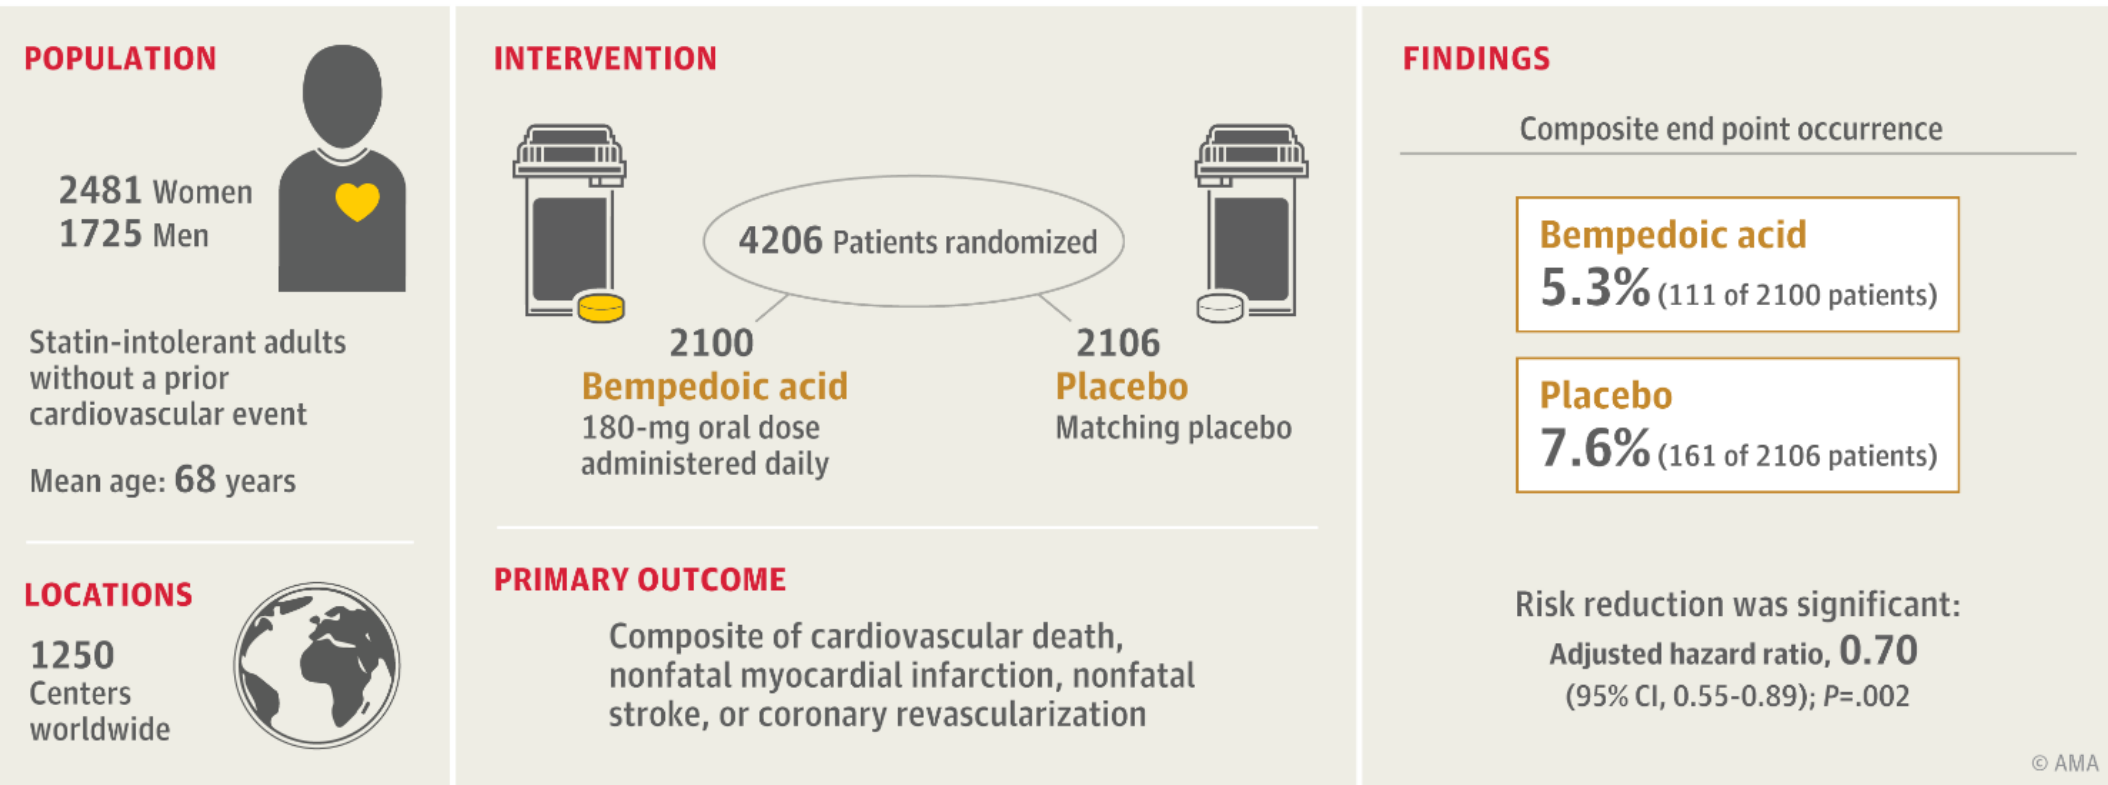 POPULATION
2481 Women
1725 Men
Statin-intolerant adults
without a prior
cardiovascular event
Mean age: 68 years
LOCATIONS
1250
Centers
worldwide
INTERVENTION
4206 Patients randomized
2100
Bempedoic acid
180-mg oral dose
administered daily
2106
Placebo
Matching placebo
PRIMARY OUTCOME
Composite of cardiovascular death,
nonfatal myocardial infarction, nonfatal
stroke, or coronary revascularization
FINDINGS
Composite end point occurrence
Bempedoic acid
5.3% (111 of 2100 patients)
Placebo
7.6% (161 of 2106 patients)
Risk reduction was significant:
Adjusted hazard ratio, 0.70
(95% CI, 0.55-0.89); P=.002
© AMA